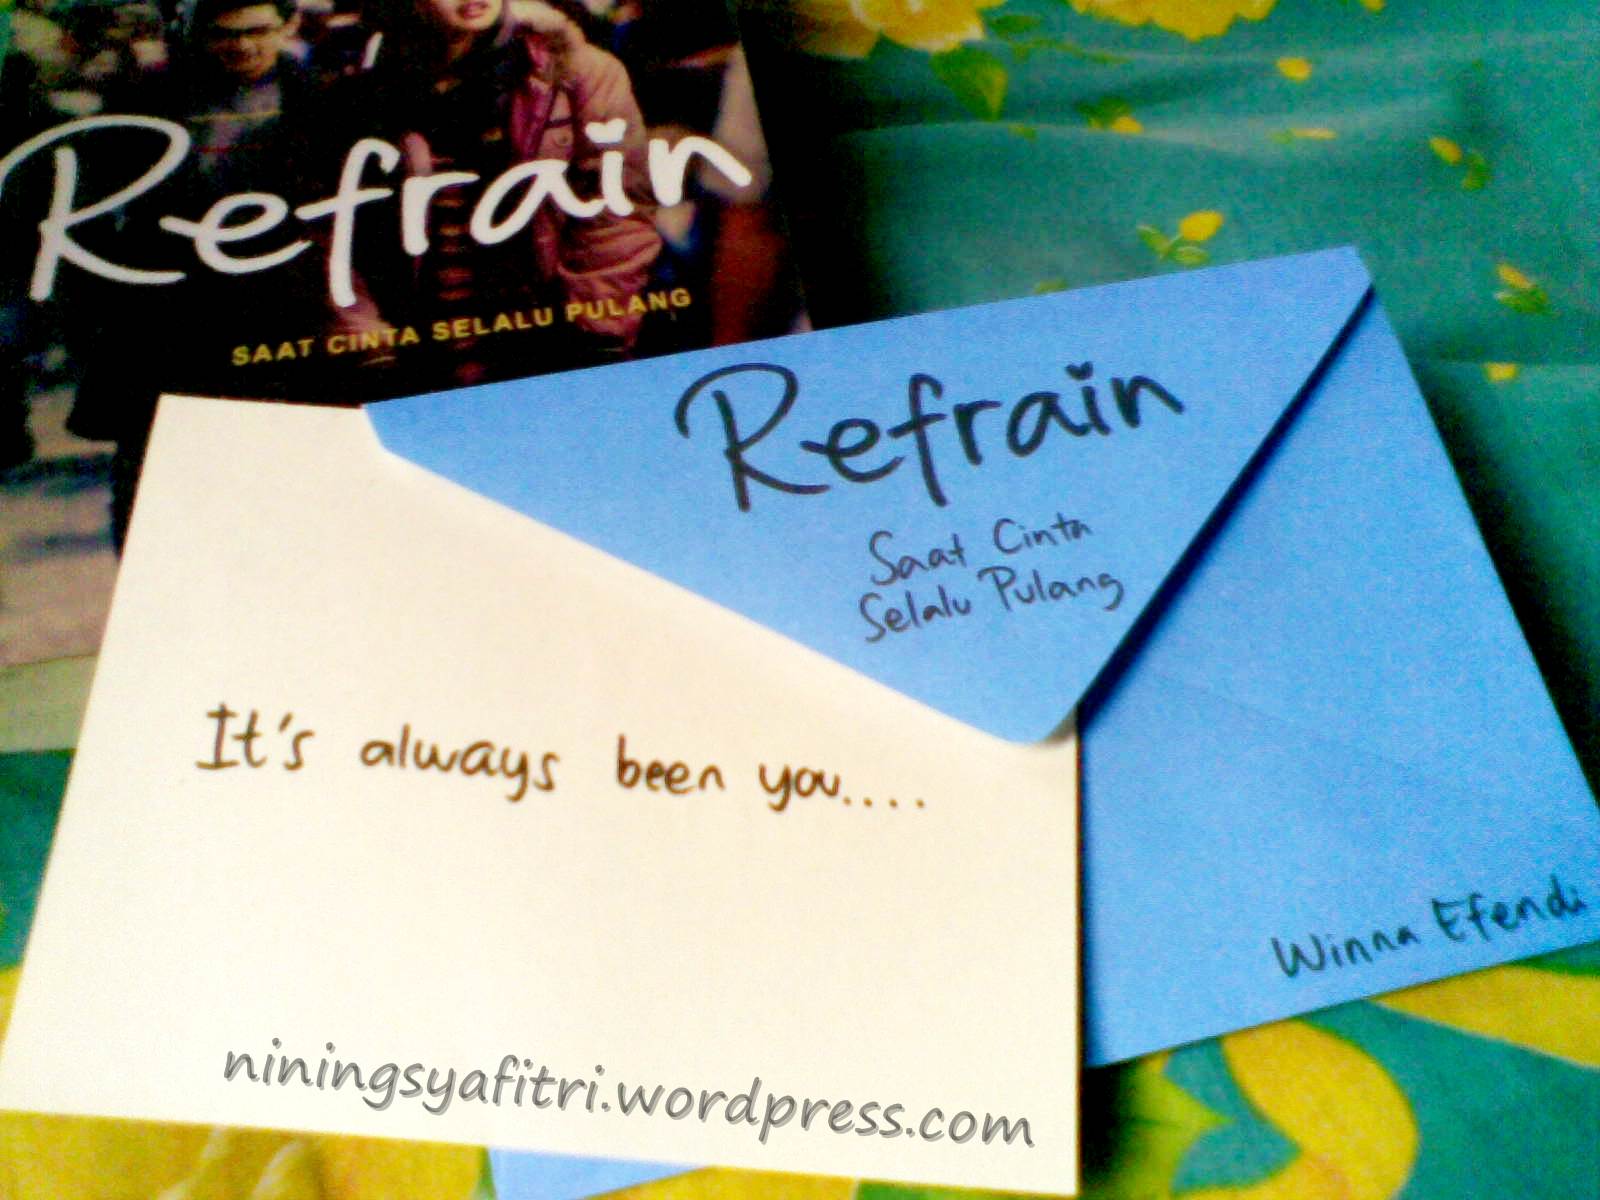 Refrain
SAAT CINTA SELALU PULANG
Refrain
Saat Cinta
Selalu Pulang
It's always been you....
Winna Efendi
niningsyafitri.wordpress.com